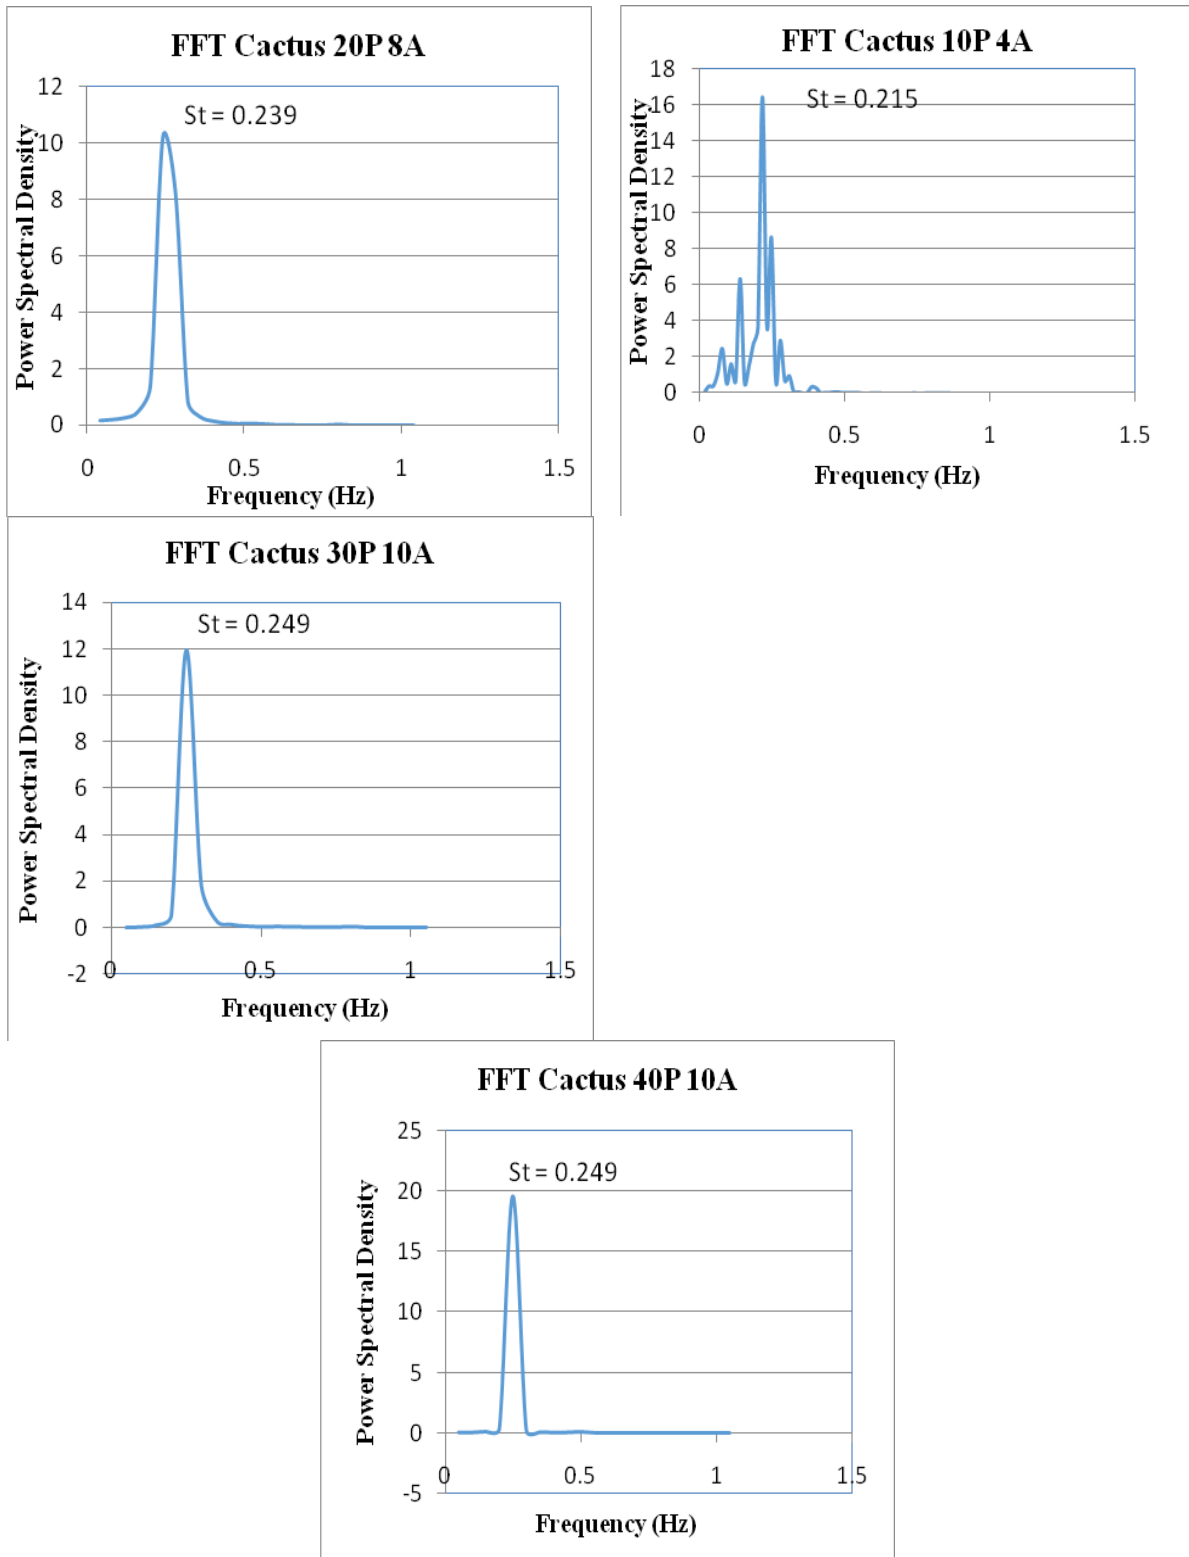 FFT Cactus 20P 8A
Power Spectral Density
12
10
8
6
4
2
0
St = 0.239
0 0.5 1 1.5
Frequency (Hz)
FFT Cactus 10P 4A
Power Spectral Density
18
16
14
12
10
8
6
4
2
0
St = 0.215
0 0.5 1 1.5
Frequency (Hz)
FFT Cactus 30P 10A
Power Spectral Density
14
12
10
8
6
4
2
0
-2
St = 0.249
0 0.5 1 1.5
Frequency (Hz)
FFT Cactus 40P 10A
Power Spectral Density
25
20
15
10
5
0
-5
St = 0.249
0 0.5 1 1.5
Frequency (Hz)